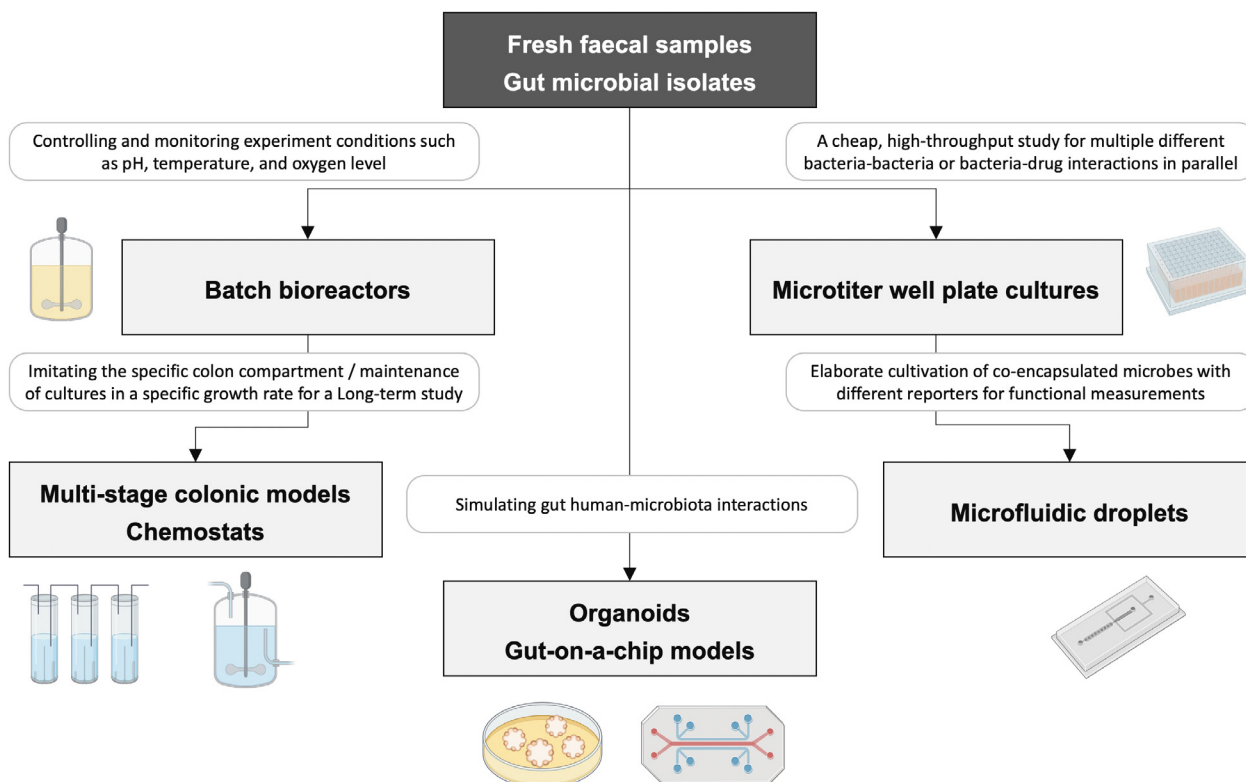 Fresh faecal samples
Gut microbial isolates
Controlling and monitoring experiment conditions such
as pH, temperature, and oxygen level
A cheap, high-throughput study for multiple different
bacteria-bacteria or bacteria-drug interactions in parallel
Batch bioreactors
Microtiter well plate cultures
Imitating the specific colon compartment / maintenance
of cultures in a specific growth rate for a Long-term study
Elaborate cultivation of co-encapsulated microbes with
different reporters for functional measurements
Multi-stage colonic models
Chemostats
Simulating gut human-microbiota interactions
Microfluidic droplets
Organoids
Gut-on-a-chip models